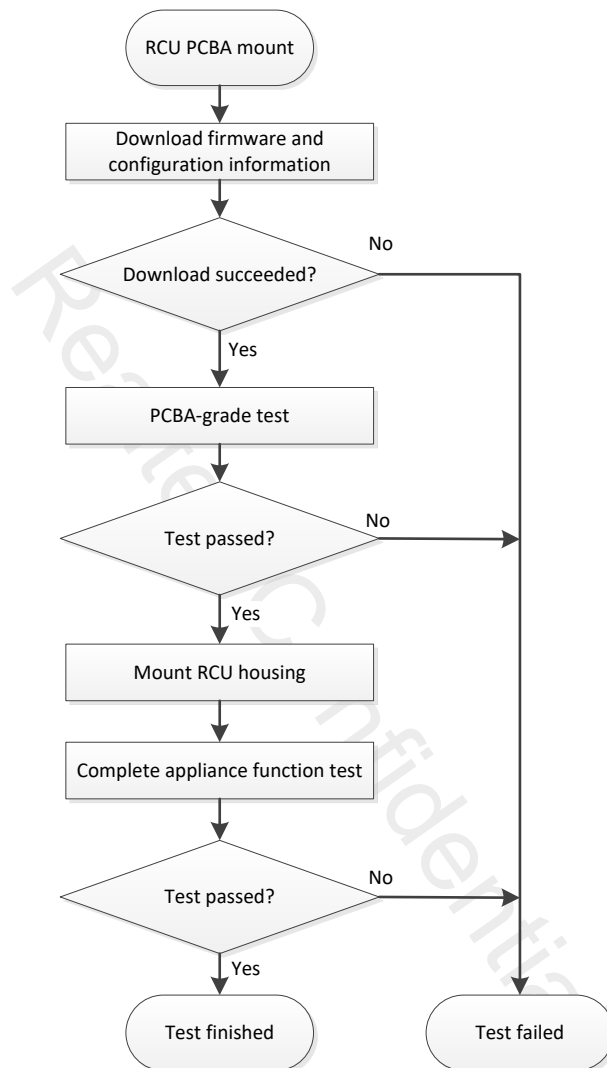 RCU PCBA mount
Download firmware and
configuration information
No
Download succeeded?
Yes
PCBA-grade test
No
Test passed?
Yes
Mount RCU housing
Complete appliance function test
No
Test passed?
Yes
Test finished
Test failed